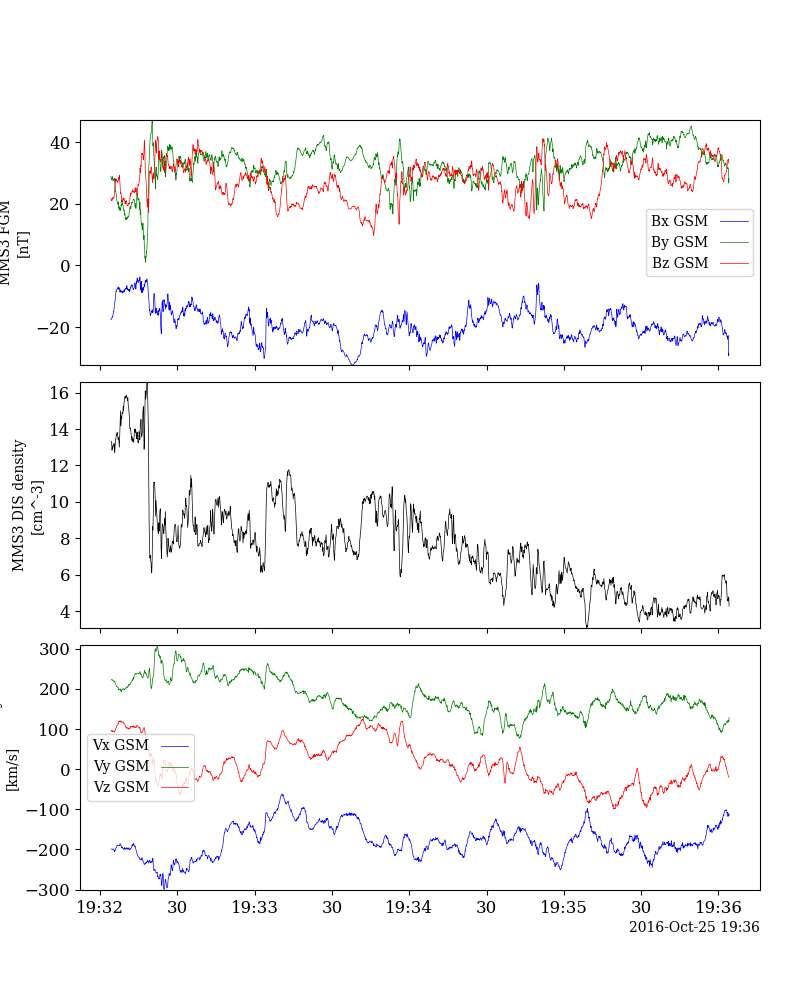 40
20
0
−20
MMS3 FGM
[nT]
Bx GSM
By GSM
Bz GSM
16
14
12
10
8
6
4
MMS3 DIS density
[cm^-3]
300
200
100
0
−100
−200
−300
[km/s]
Vx GSM
Vy GSM
Vz GSM
19:32
30
19:33
30
19:34
30
19:35
30
19:36
2016-Oct-25 19:36